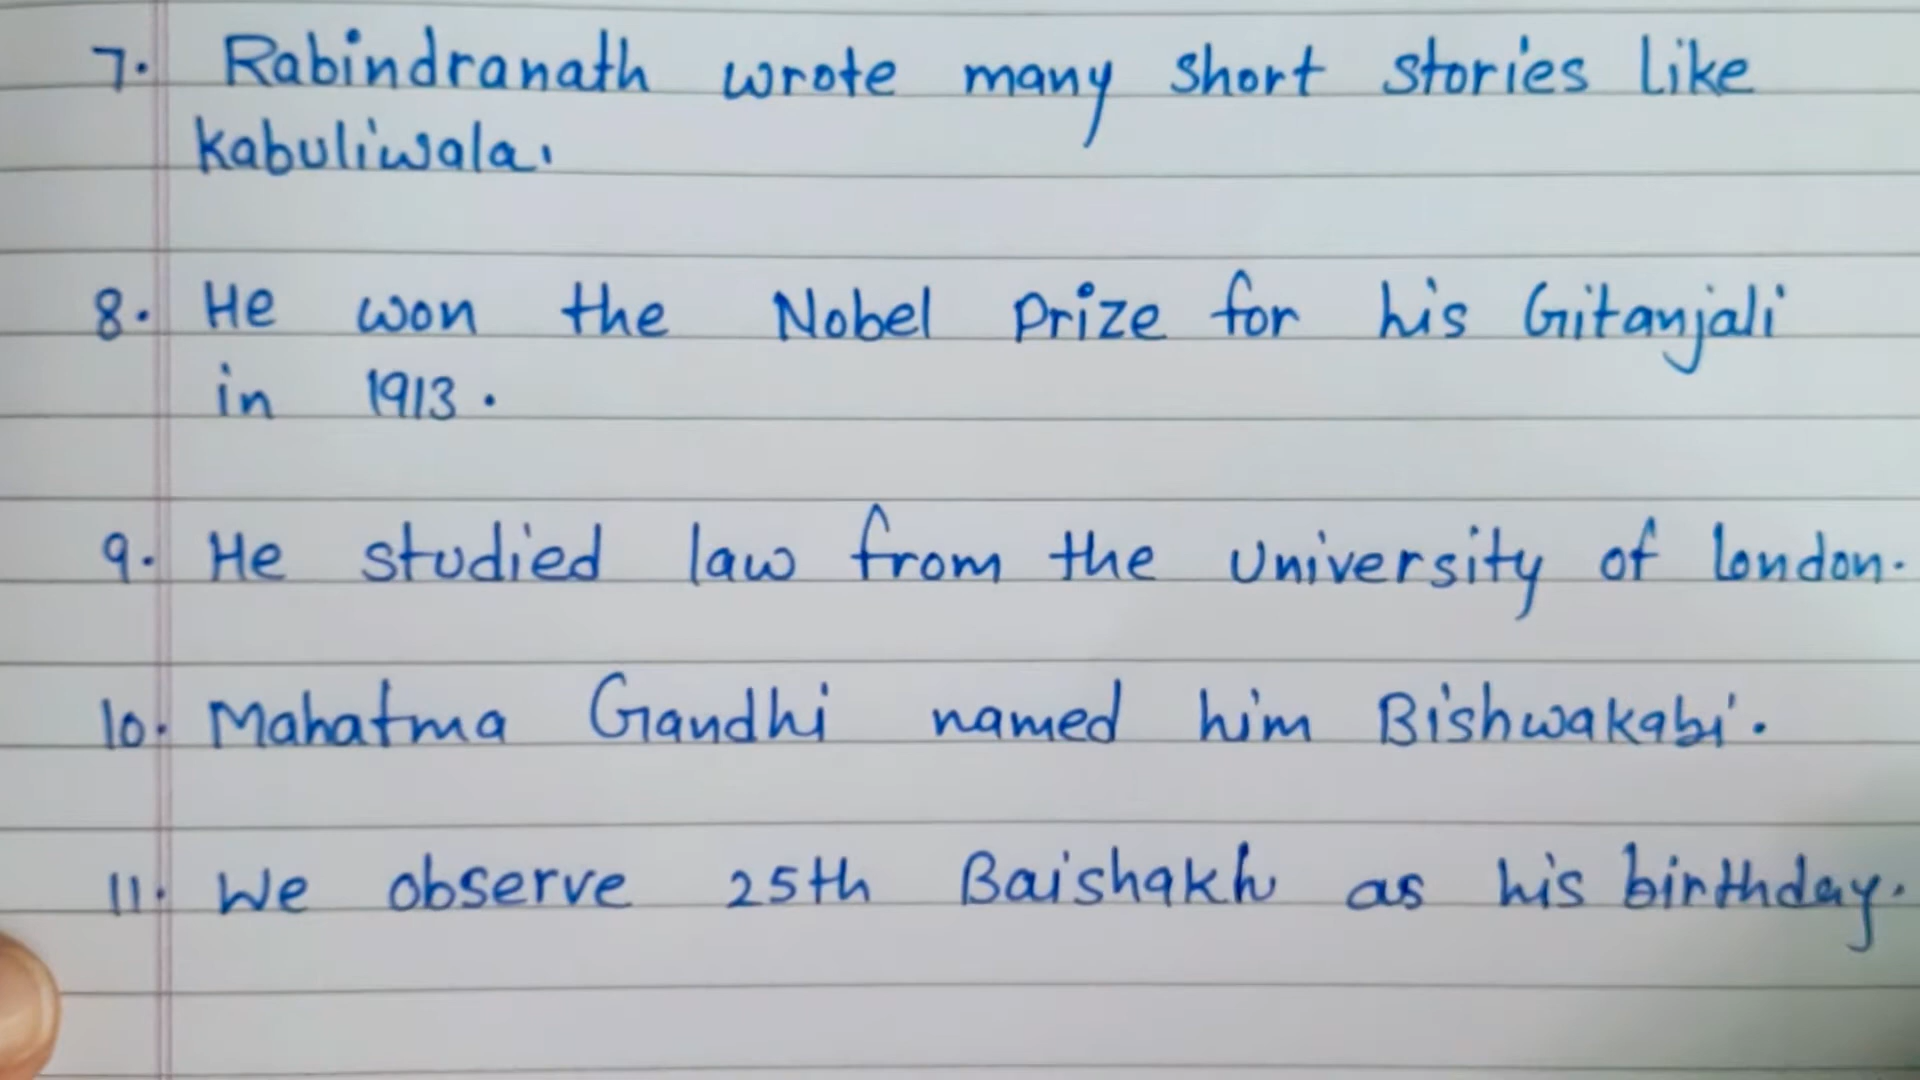 7. Rabindranath wrote many short stories like
kabuliwala.
8. He won the Nobel prize for his Gitanjali
in 1913.
9. He studied law from the University of london.
10. Mahatma Gandhi named him Bishwakabi.
11. We observe 25th Baishakh as his birthday.